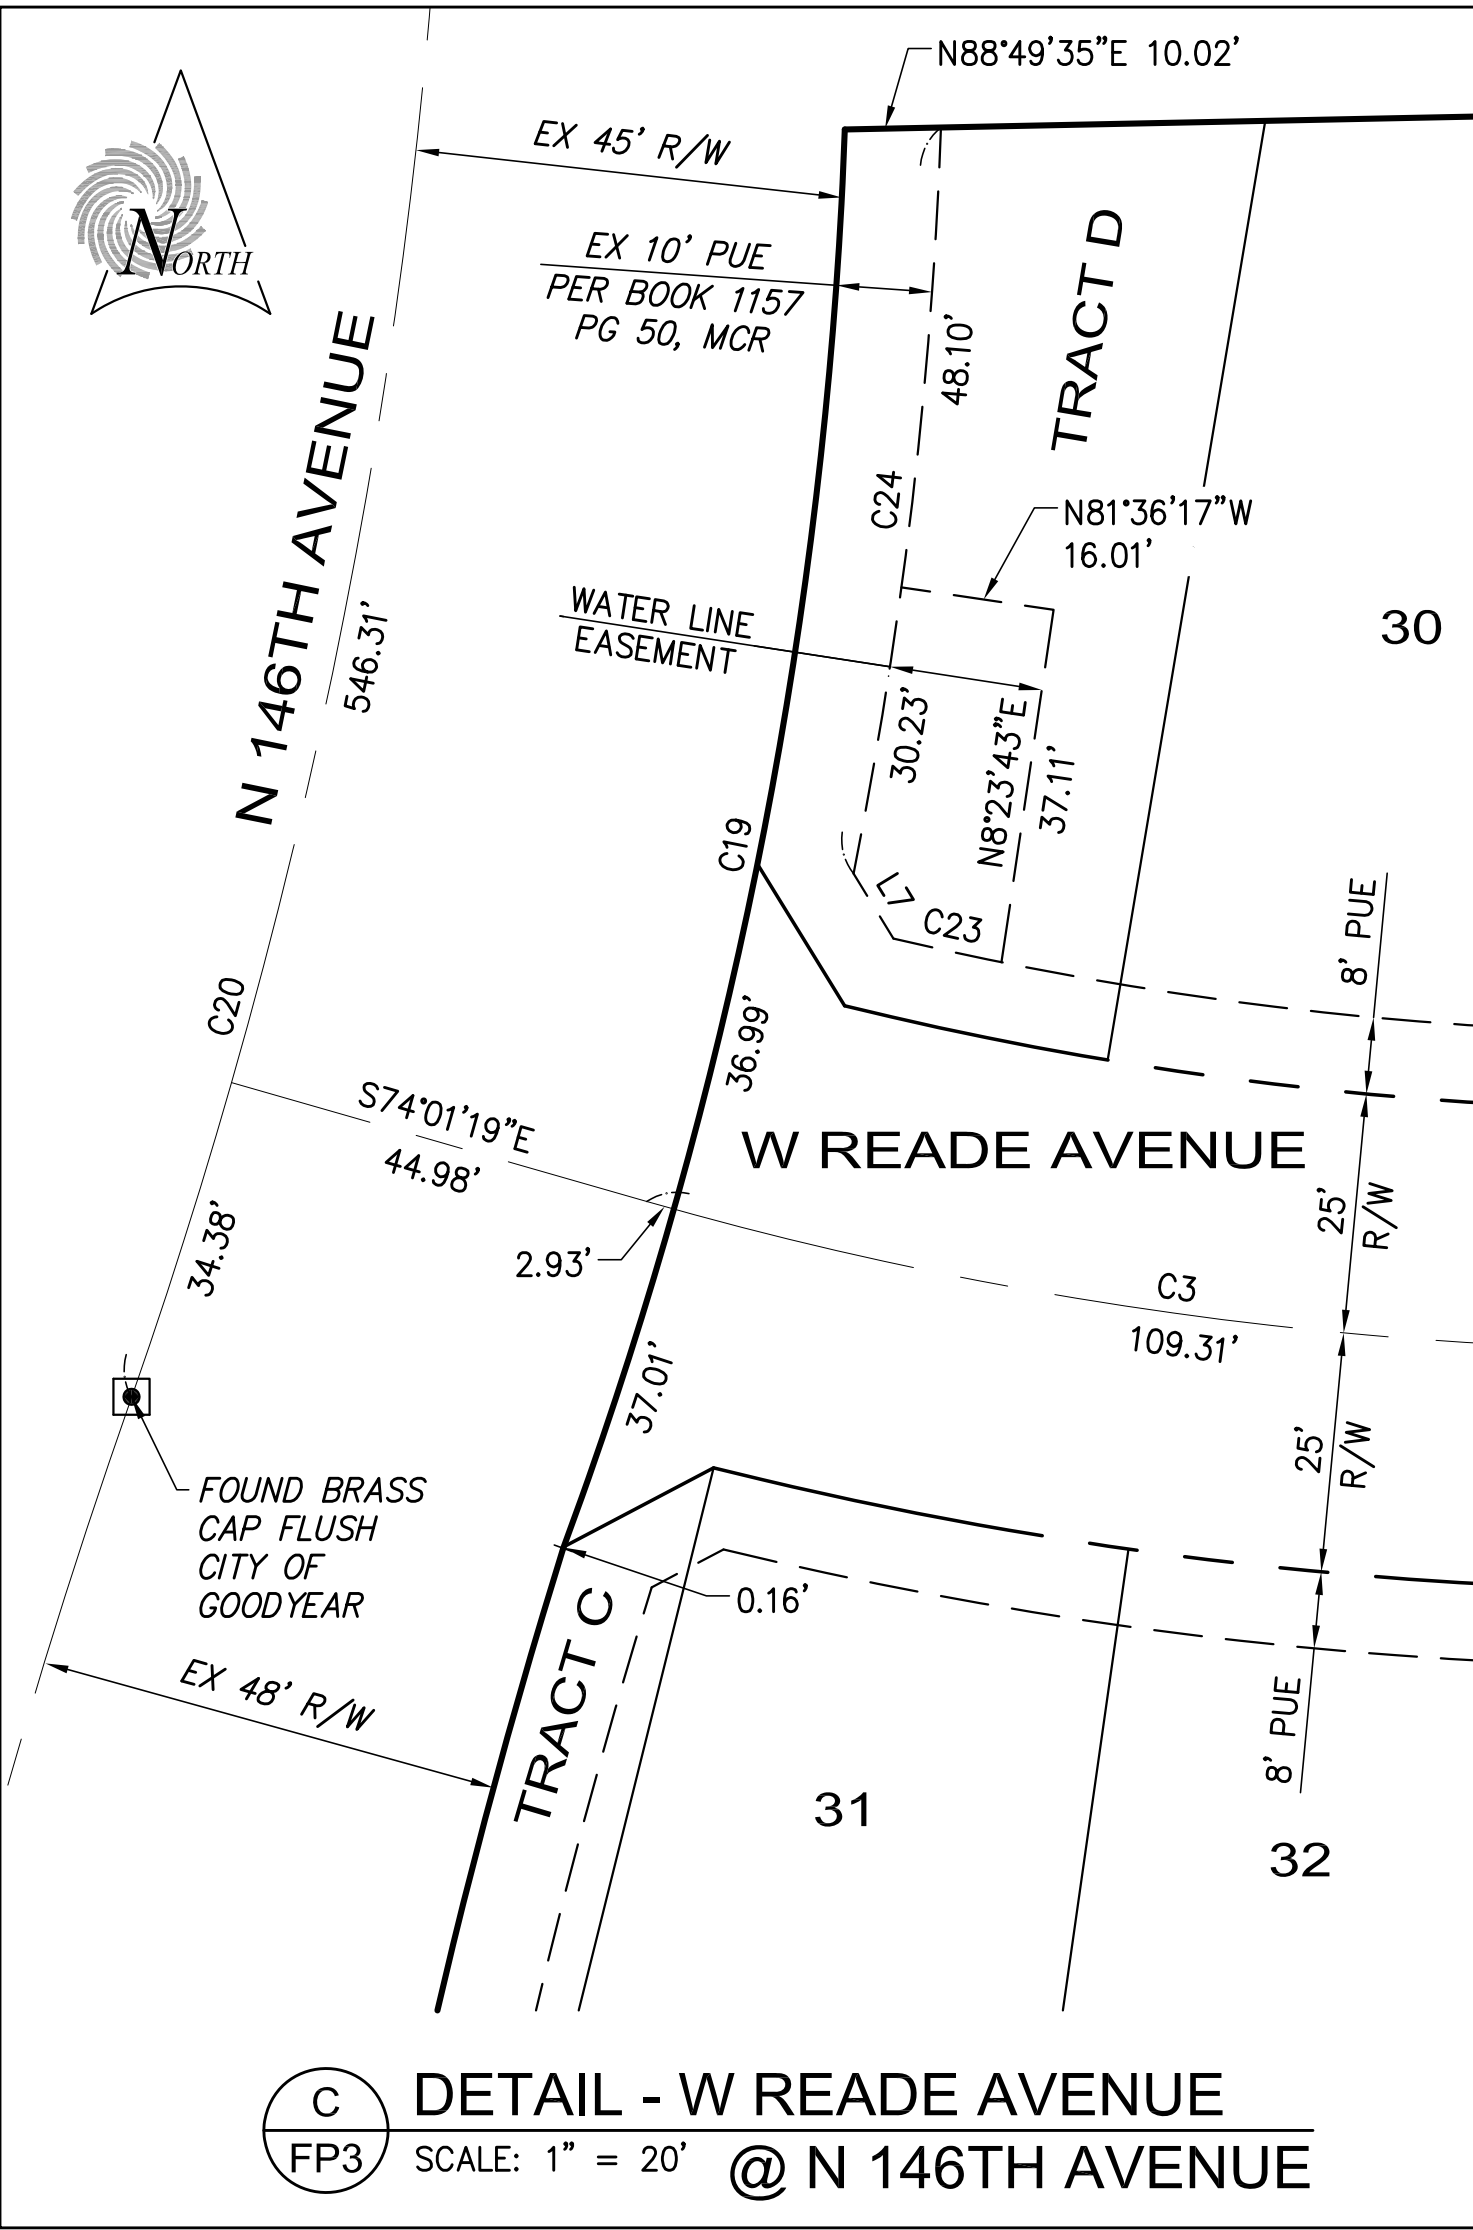 N88°49'35"E 10.02'
EX 45' R/W
NORTH
EX 10' PUE
PER BOOK 1157
PG 50, MCR
TRACT D
48.10'
N 146TH AVENUE
546.31'
C24
N81°36'17"W
16.01'
WATER LINE
EASEMENT
30
30.23'
N8°23'43"E
37.11'
C19
L7
C23
8' PUE
C20
36.99'
S74°01'19"E
44.98'
W READE AVENUE
25'
R/W
34.38'
2.93'
C3
109.31'
37.01'
25'
R/W
FOUND BRASS
CAP FLUSH
CITY OF
GOODYEAR
0.16'
EX 48' R/W
TRACT C
8' PUE
31
32
C
FP3
DETAIL - W READE AVENUE
SCALE: 1" = 20'
@ N 146TH AVENUE